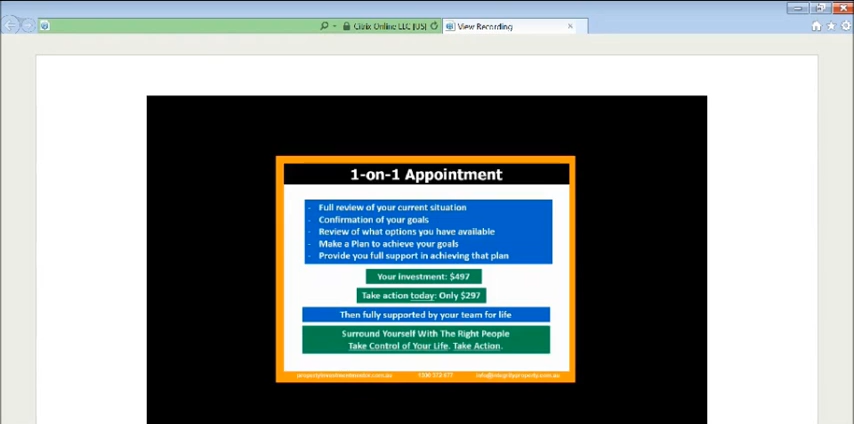 Citrix Online LLC [US]
View Recording
1-on-1 Appointment
- Full review of your current situation
- Confirmation of your goals
- Review of what options you have available
- Make a Plan to achieve your goals
- Provide you full support in achieving that plan
Your investment: $497
Take action today: Only $297
Then fully supported by your team for life
Surround Yourself With The Right People
Take Control of Your Life. Take Action.